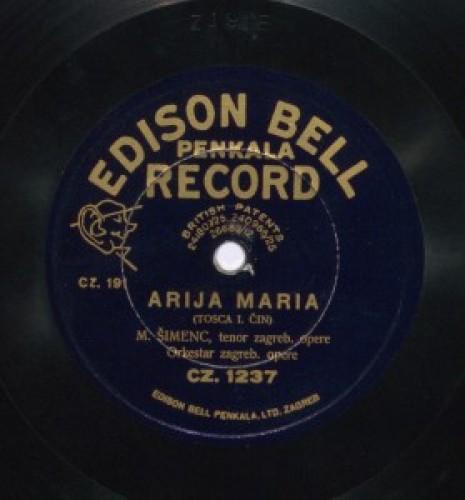 EDISON BELL
PENKALA
RECORD
BRITISH PATENTS
CZ. 191
ARIJA MARIA
(TOSCA I. ČIN)
M. ŠIMENC, tenor zagreb. opere
Orkestar zagreb. opere
CZ. 1237
EDISON BELL PENKALA, LTD, ZAGREB